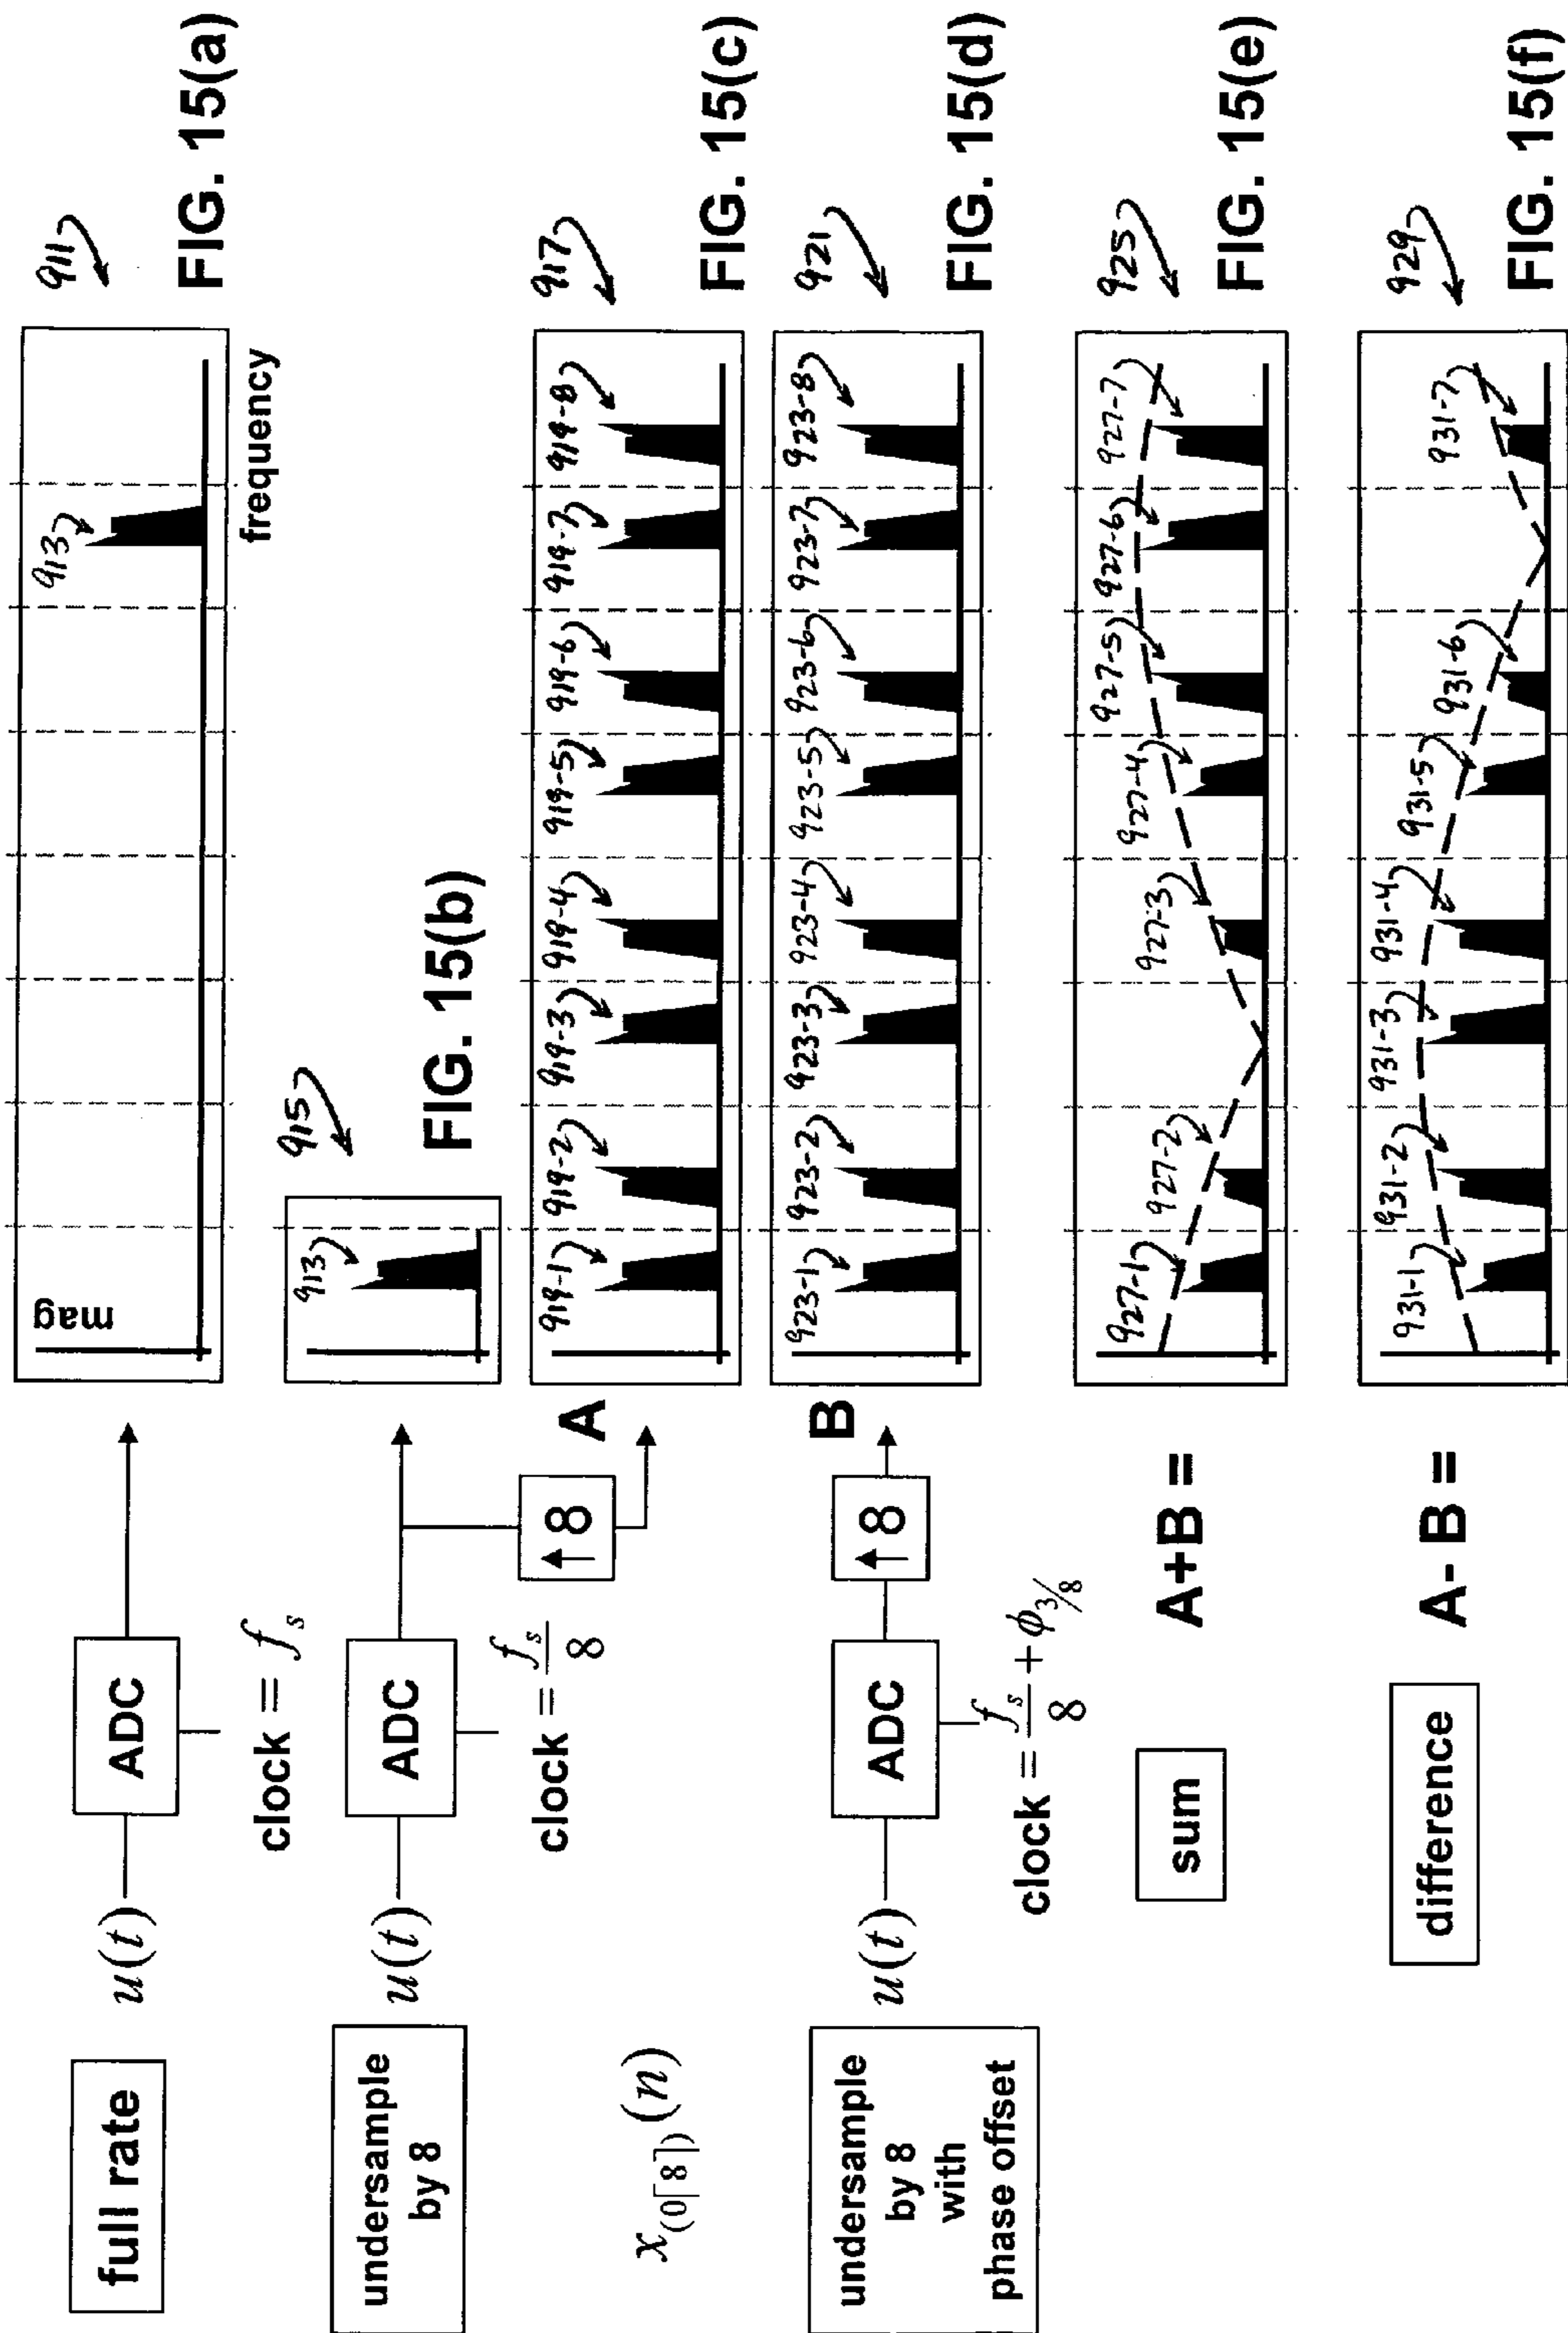 full rate
u(t)
ADC
clock = f_s
mag
913
frequency
911
FIG. 15(a)
undersample
by 8
u(t)
ADC
clock = f_s/8
913
915
FIG. 15(b)
x_(0⌈8⌉)(n)
↑8
A
919-1
919-2
919-3
919-4
919-5
919-6
919-7
919-8
917
FIG. 15(c)
undersample
by 8
with
phase offset
u(t)
ADC
clock = f_s/8 + ϕ_3/8
↑8
B
923-1
923-2
923-3
923-4
923-5
923-6
923-7
923-8
921
FIG. 15(d)
sum
A+B =
927-1
927-2
927-3
927-4
927-5
927-6
927-7
925
FIG. 15(e)
difference
A- B =
931-1
931-2
931-3
931-4
931-5
931-6
931-7
929
FIG. 15(f)